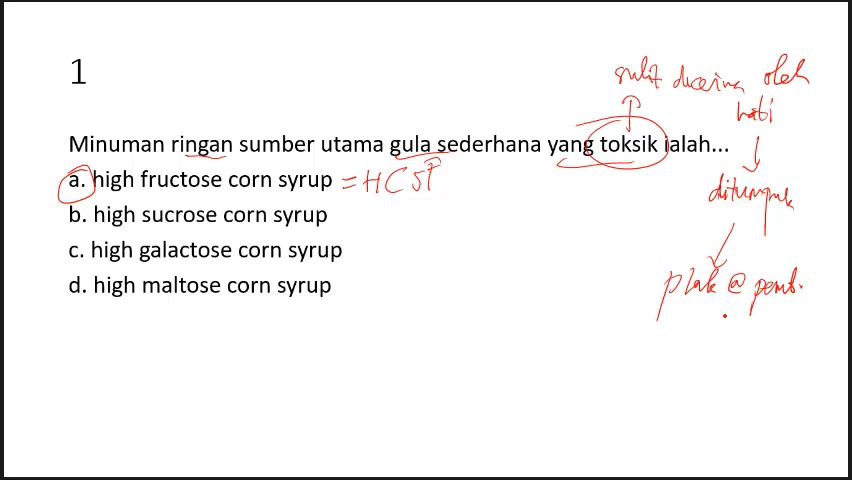 1
sulit dicerna oleh
hati
Minuman ringan sumber utama gula sederhana yang toksik ialah...
a. high fructose corn syrup = HCSF
b. high sucrose corn syrup
ditumpuk
c. high galactose corn syrup
d. high maltose corn syrup
plak @ pemb.